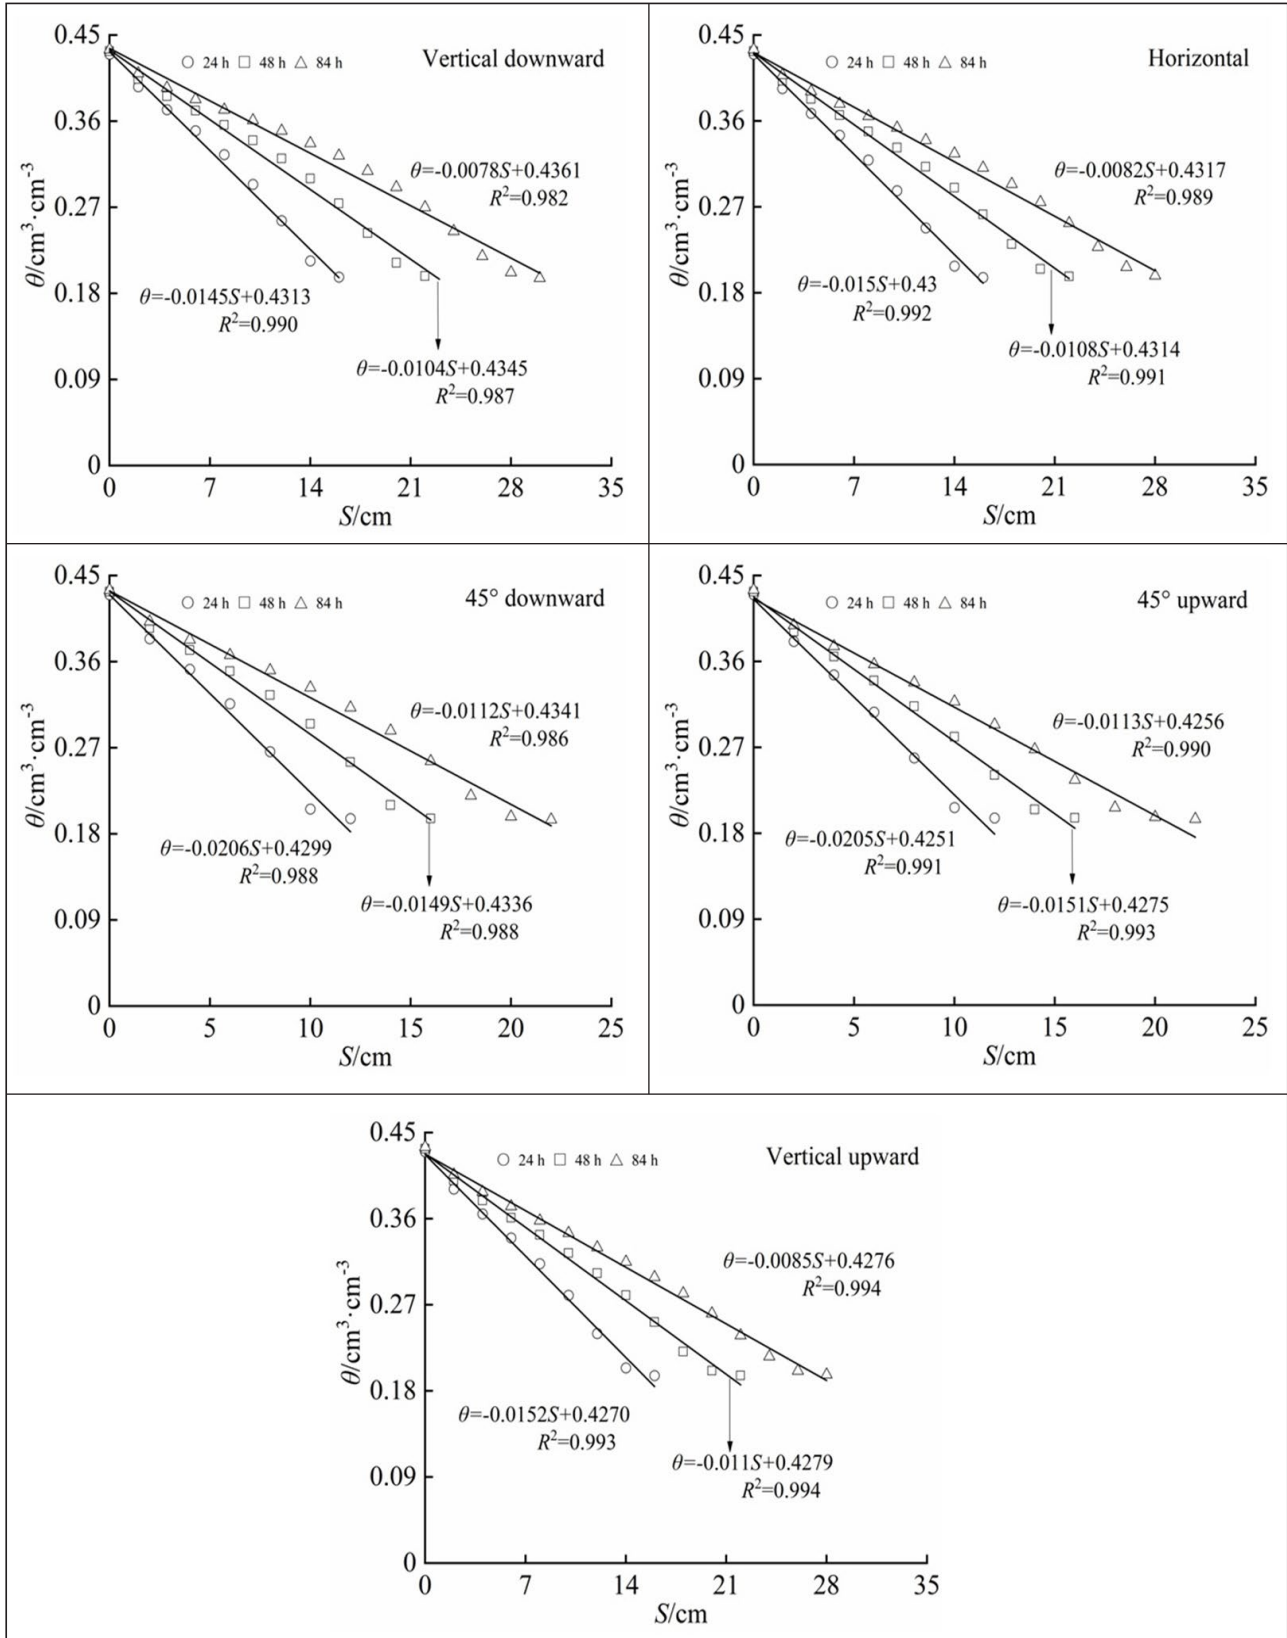 0.45
○ 24 h □ 48 h △ 84 h
Vertical downward
0.36
θ=-0.0078S+0.4361
R²=0.982
0.27
θ/cm³·cm⁻³
0.18
θ=-0.0145S+0.4313
R²=0.990
θ=-0.0104S+0.4345
R²=0.987
0.09
0
0 7 14 21 28 35
S/cm
0.45
○ 24 h □ 48 h △ 84 h
Horizontal
0.36
θ=-0.0082S+0.4317
R²=0.989
0.27
θ/cm³·cm⁻³
0.18
θ=-0.015S+0.43
R²=0.992
θ=-0.0108S+0.4314
R²=0.991
0.09
0
0 7 14 21 28 35
S/cm
0.45
○ 24 h □ 48 h △ 84 h
45° downward
0.36
θ=-0.0112S+0.4341
R²=0.986
0.27
θ/cm³·cm⁻³
0.18
θ=-0.0206S+0.4299
R²=0.988
θ=-0.0149S+0.4336
R²=0.988
0.09
0
0 5 10 15 20 25
S/cm
0.45
○ 24 h □ 48 h △ 84 h
45° upward
0.36
θ=-0.0113S+0.4256
R²=0.990
0.27
θ/cm³·cm⁻³
0.18
θ=-0.0205S+0.4251
R²=0.991
θ=-0.0151S+0.4275
R²=0.993
0.09
0
0 5 10 15 20 25
S/cm
0.45
○ 24 h □ 48 h △ 84 h
Vertical upward
0.36
θ=-0.0085S+0.4276
R²=0.994
0.27
θ/cm³·cm⁻³
0.18
θ=-0.0152S+0.4270
R²=0.993
θ=-0.011S+0.4279
R²=0.994
0.09
0
0 7 14 21 28 35
S/cm